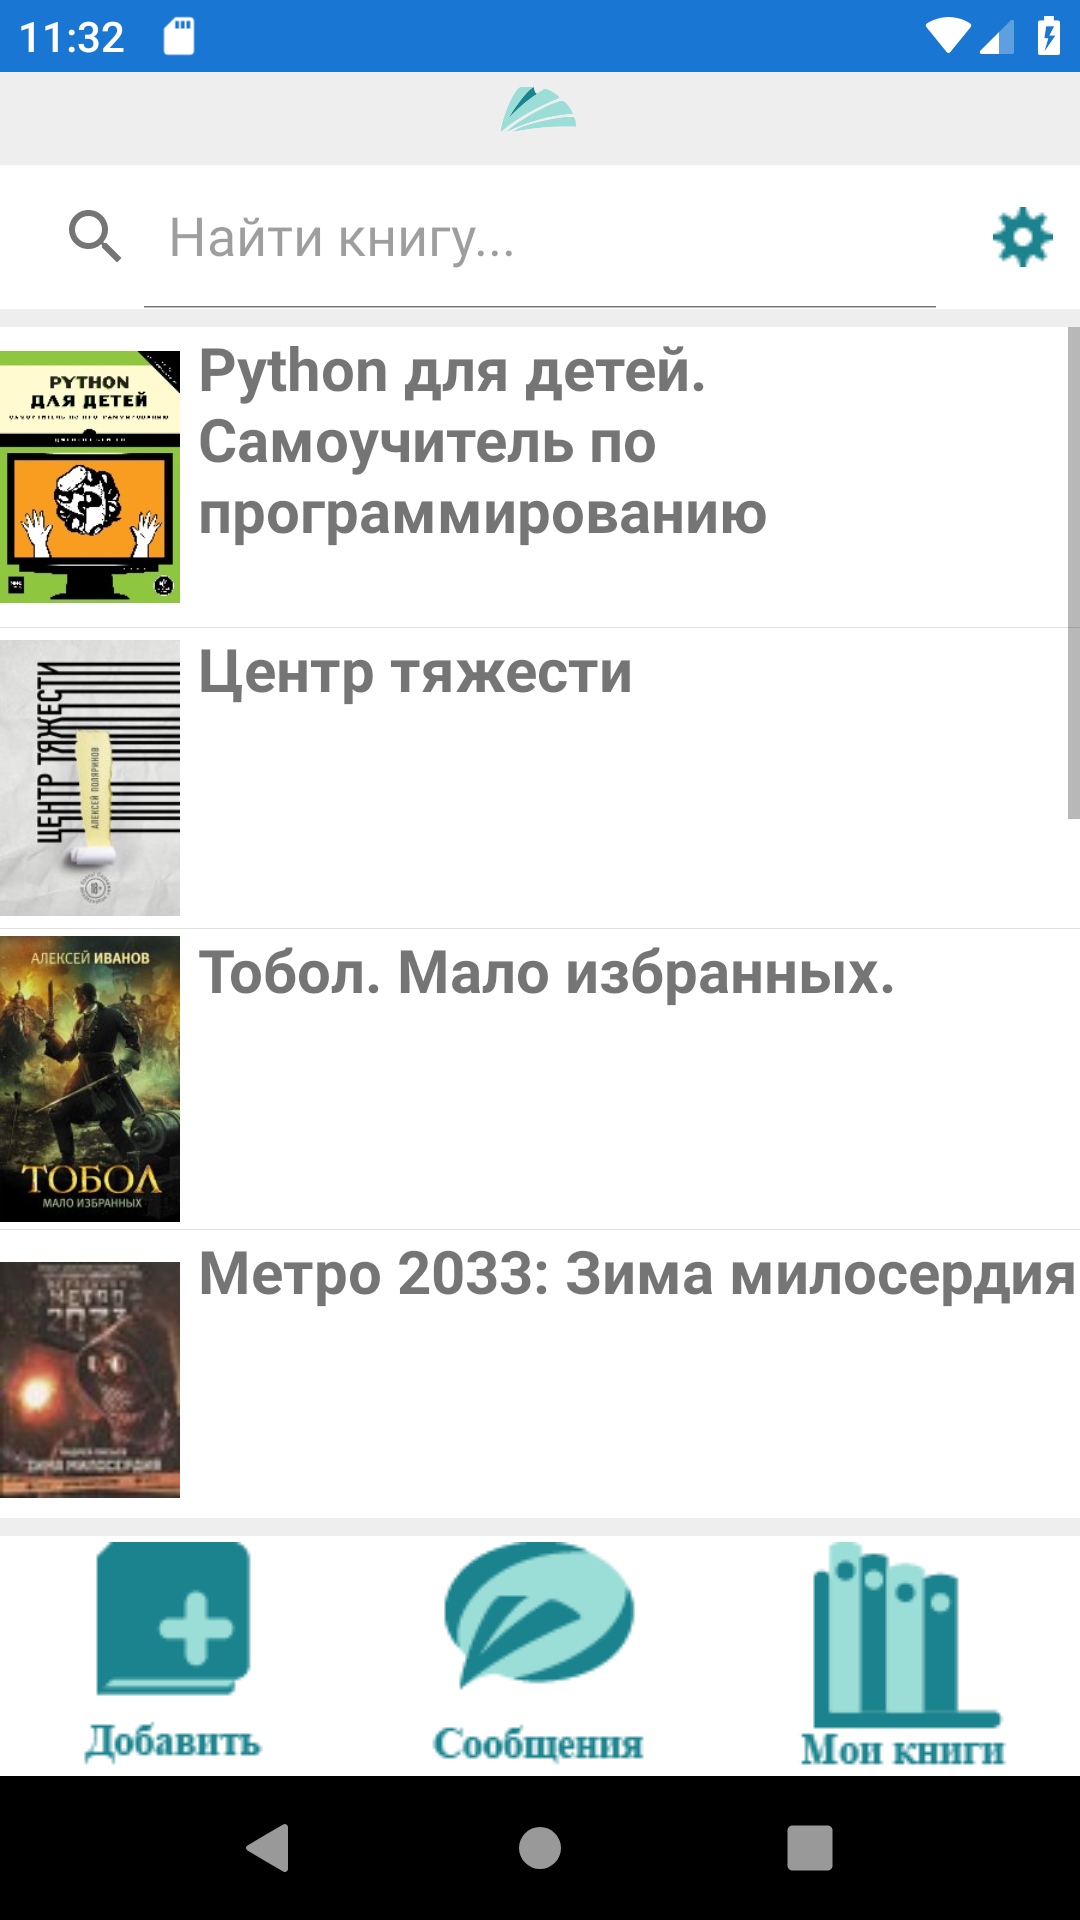 11:32
Найти книгу...
PYTHON
ДЛЯ ДЕТЕЙ
Python для детей.
Самоучитель по
программированию
ЦЕНТР ТЯЖЕСТИ
АЛЕКСЕЙ ПОЛЯРИНОВ
18+
Центр тяжести
АЛЕКСЕЙ ИВАНОВ
ТОБОЛ
МАЛО ИЗБРАННЫХ
Тобол. Мало избранных.
МЕТРО
2033
ЗИМА МИЛОСЕРДИЯ
Метро 2033: Зима милосердия
Добавить
Сообщения
Мои книги